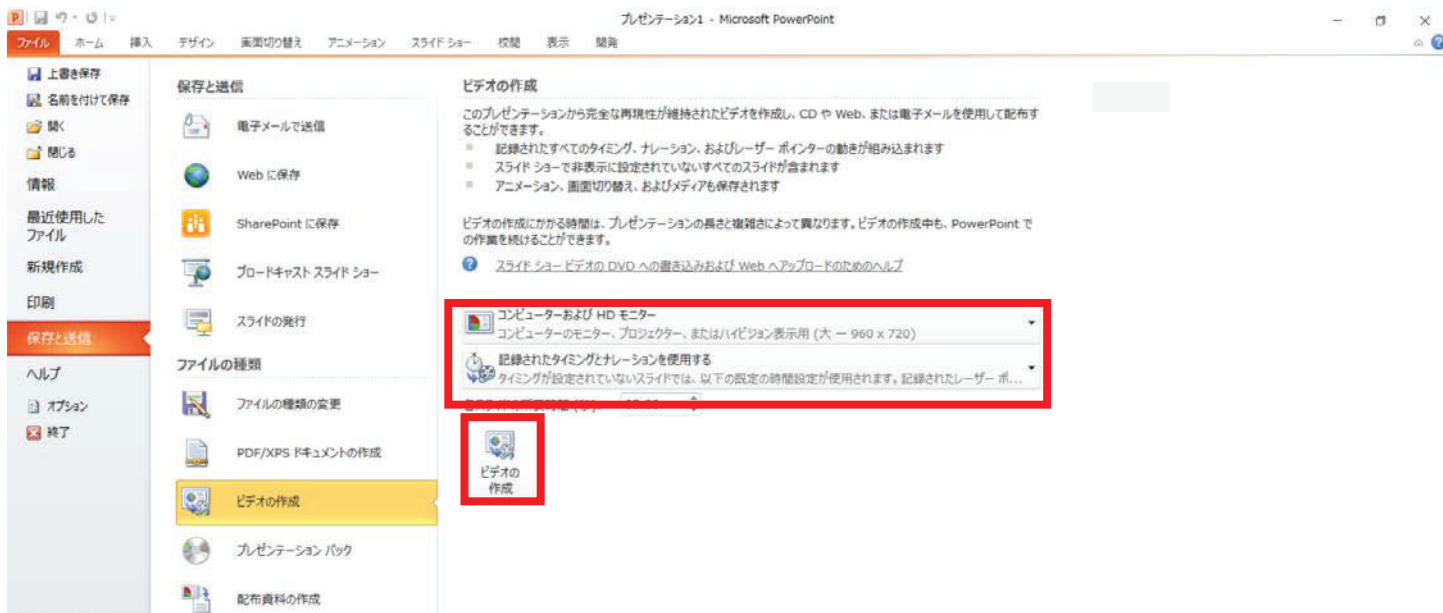 プレゼンテーション1 - Microsoft PowerPoint
ファイル ホーム 挿入 デザイン 画面切り替え アニメーション スライド ショー 校閲 表示 開発
上書き保存
名前を付けて保存
開く
閉じる
情報
最近使用した
ファイル
新規作成
印刷
保存と送信
ヘルプ
オプション
終了
保存と送信
電子メールで送信
Web に保存
SharePoint に保存
ブロードキャスト スライド ショー
スライドの発行
ファイルの種類
ファイルの種類の変更
PDF/XPS ドキュメントの作成
ビデオの作成
プレゼンテーション パック
配布資料の作成
ビデオの作成
このプレゼンテーションから完全な再現性が維持されたビデオを作成し、CD や Web、または電子メールを使用して配布す
ることができます。
記録されたすべてのタイミング、ナレーション、およびレーザー ポインターの動きが組み込まれます
スライド ショーで非表示に設定されていないすべてのスライドが含まれます
アニメーション、画面切り替え、およびメディアも保存されます
ビデオの作成にかかる時間は、プレゼンテーションの長さと複雑さによって異なります。ビデオの作成中も、PowerPoint で
の作業を続けることができます。
スライド ショー ビデオの DVD への書き込みおよび Web へアップロードのためのヘルプ
コンピューターおよび HD モニター
コンピューターのモニター、プロジェクター、またはハイビジョン表示用 (大 － 960 x 720)
記録されたタイミングとナレーションを使用する
タイミングが設定されていないスライドでは、以下の既定の時間設定が使用されます。記録されたレーザー ポ...
ビデオの
作成